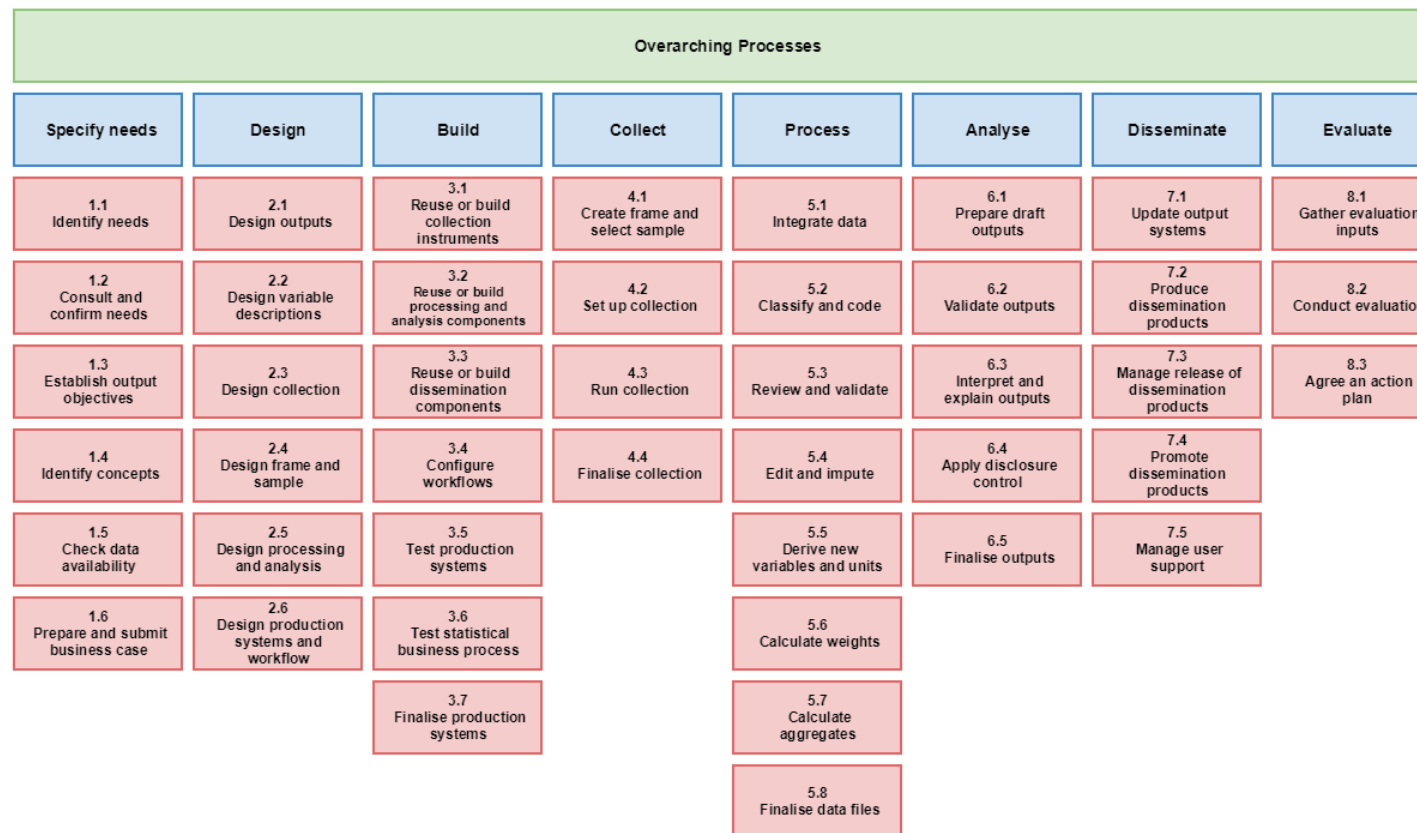 Overarching Processes
Specify needs
Design
Build
Collect
Process
Analyse
Disseminate
Evaluate
1.1
Identify needs
2.1
Design outputs
3.1
Reuse or build
collection
instruments
4.1
Create frame and
select sample
5.1
Integrate data
6.1
Prepare draft
outputs
7.1
Update output
systems
8.1
Gather evaluation
inputs
1.2
Consult and
confirm needs
2.2
Design variable
descriptions
3.2
Reuse or build
processing and
analysis components
4.2
Set up collection
5.2
Classify and code
6.2
Validate outputs
7.2
Produce
dissemination
products
8.2
Conduct evaluation
1.3
Establish output
objectives
2.3
Design collection
3.3
Reuse or build
dissemination
components
4.3
Run collection
5.3
Review and validate
6.3
Interpret and
explain outputs
7.3
Manage release of
dissemination
products
8.3
Agree an action
plan
1.4
Identify concepts
2.4
Design frame and
sample
3.4
Configure
workflows
4.4
Finalise collection
5.4
Edit and impute
6.4
Apply disclosure
control
7.4
Promote
dissemination
products
1.5
Check data
availability
2.5
Design processing
and analysis
3.5
Test production
systems
5.5
Derive new
variables and units
6.5
Finalise outputs
7.5
Manage user
support
1.6
Prepare and submit
business case
2.6
Design production
systems and
workflow
3.6
Test statistical
business process
5.6
Calculate weights
3.7
Finalise production
systems
5.7
Calculate
aggregates
5.8
Finalise data files